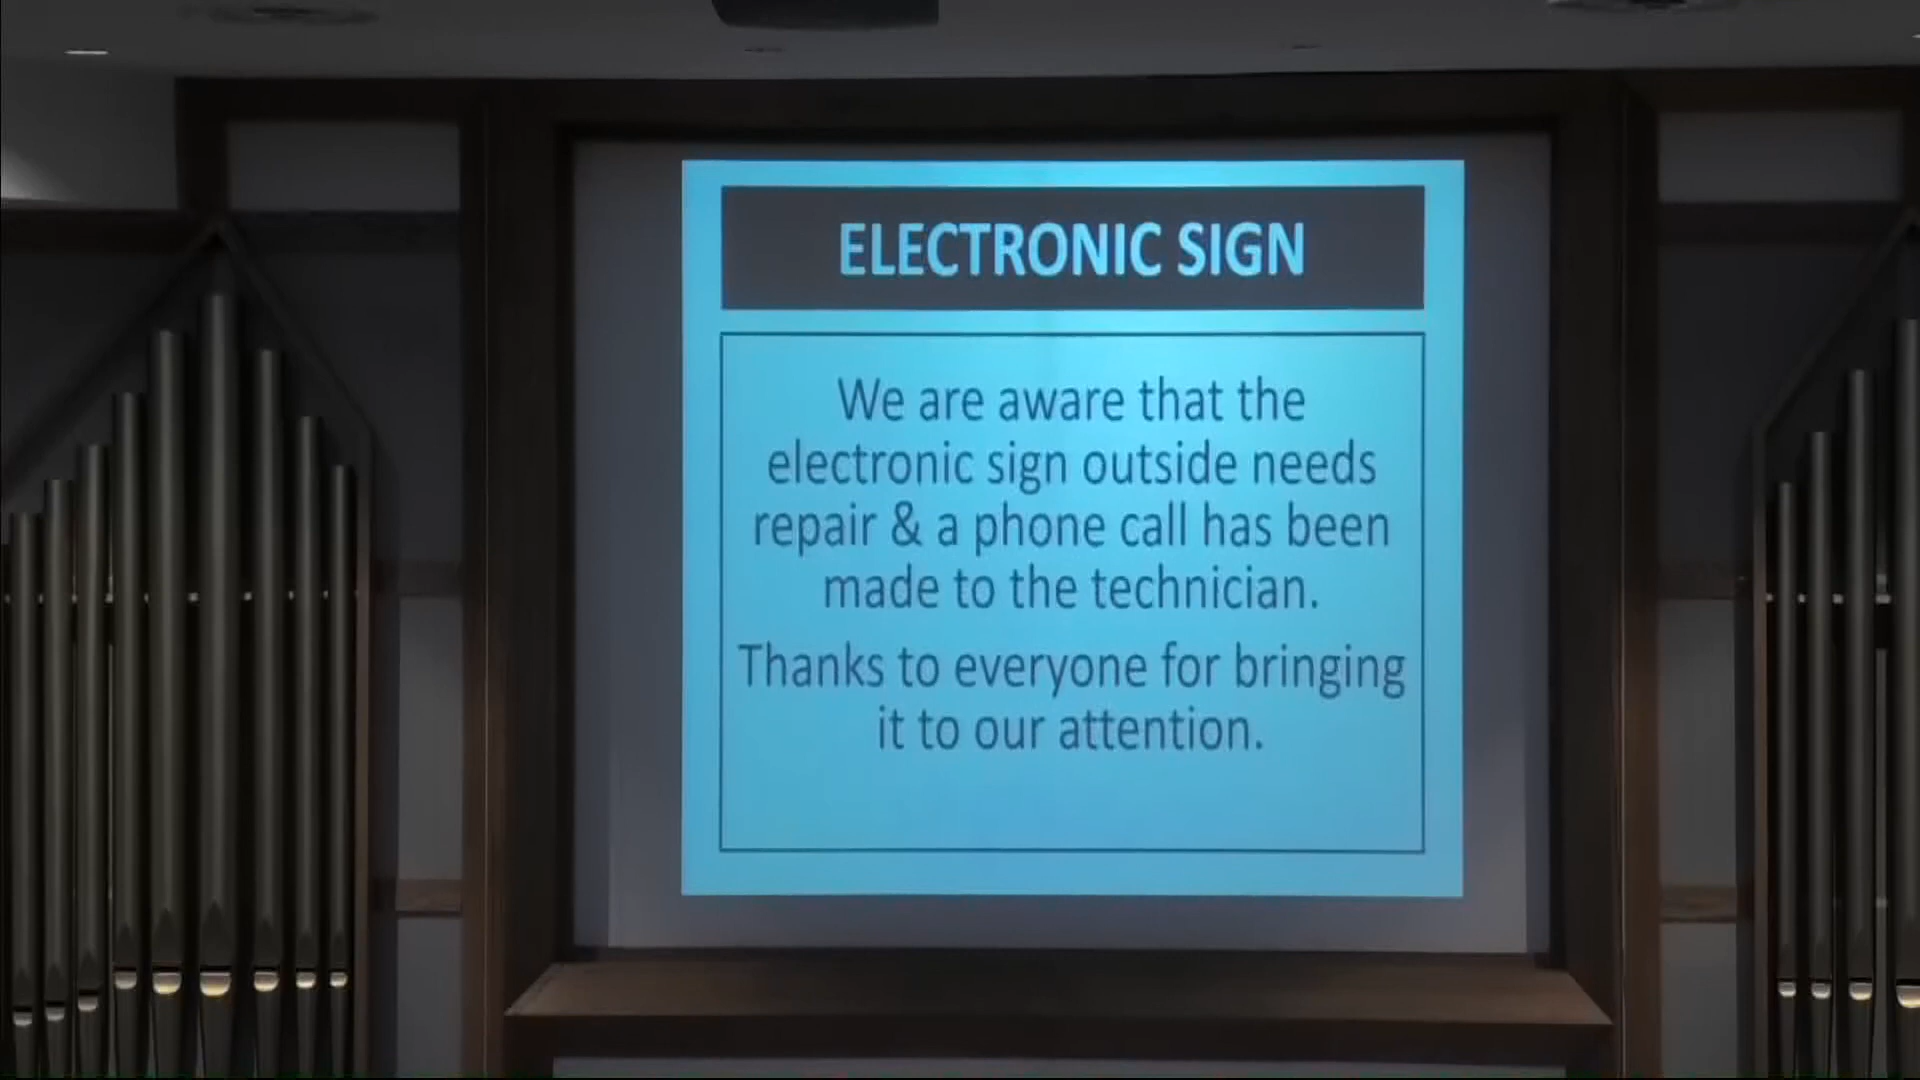 ELECTRONIC SIGN
We are aware that the
electronic sign outside needs
repair & a phone call has been
made to the technician.
Thanks to everyone for bringing
it to our attention.